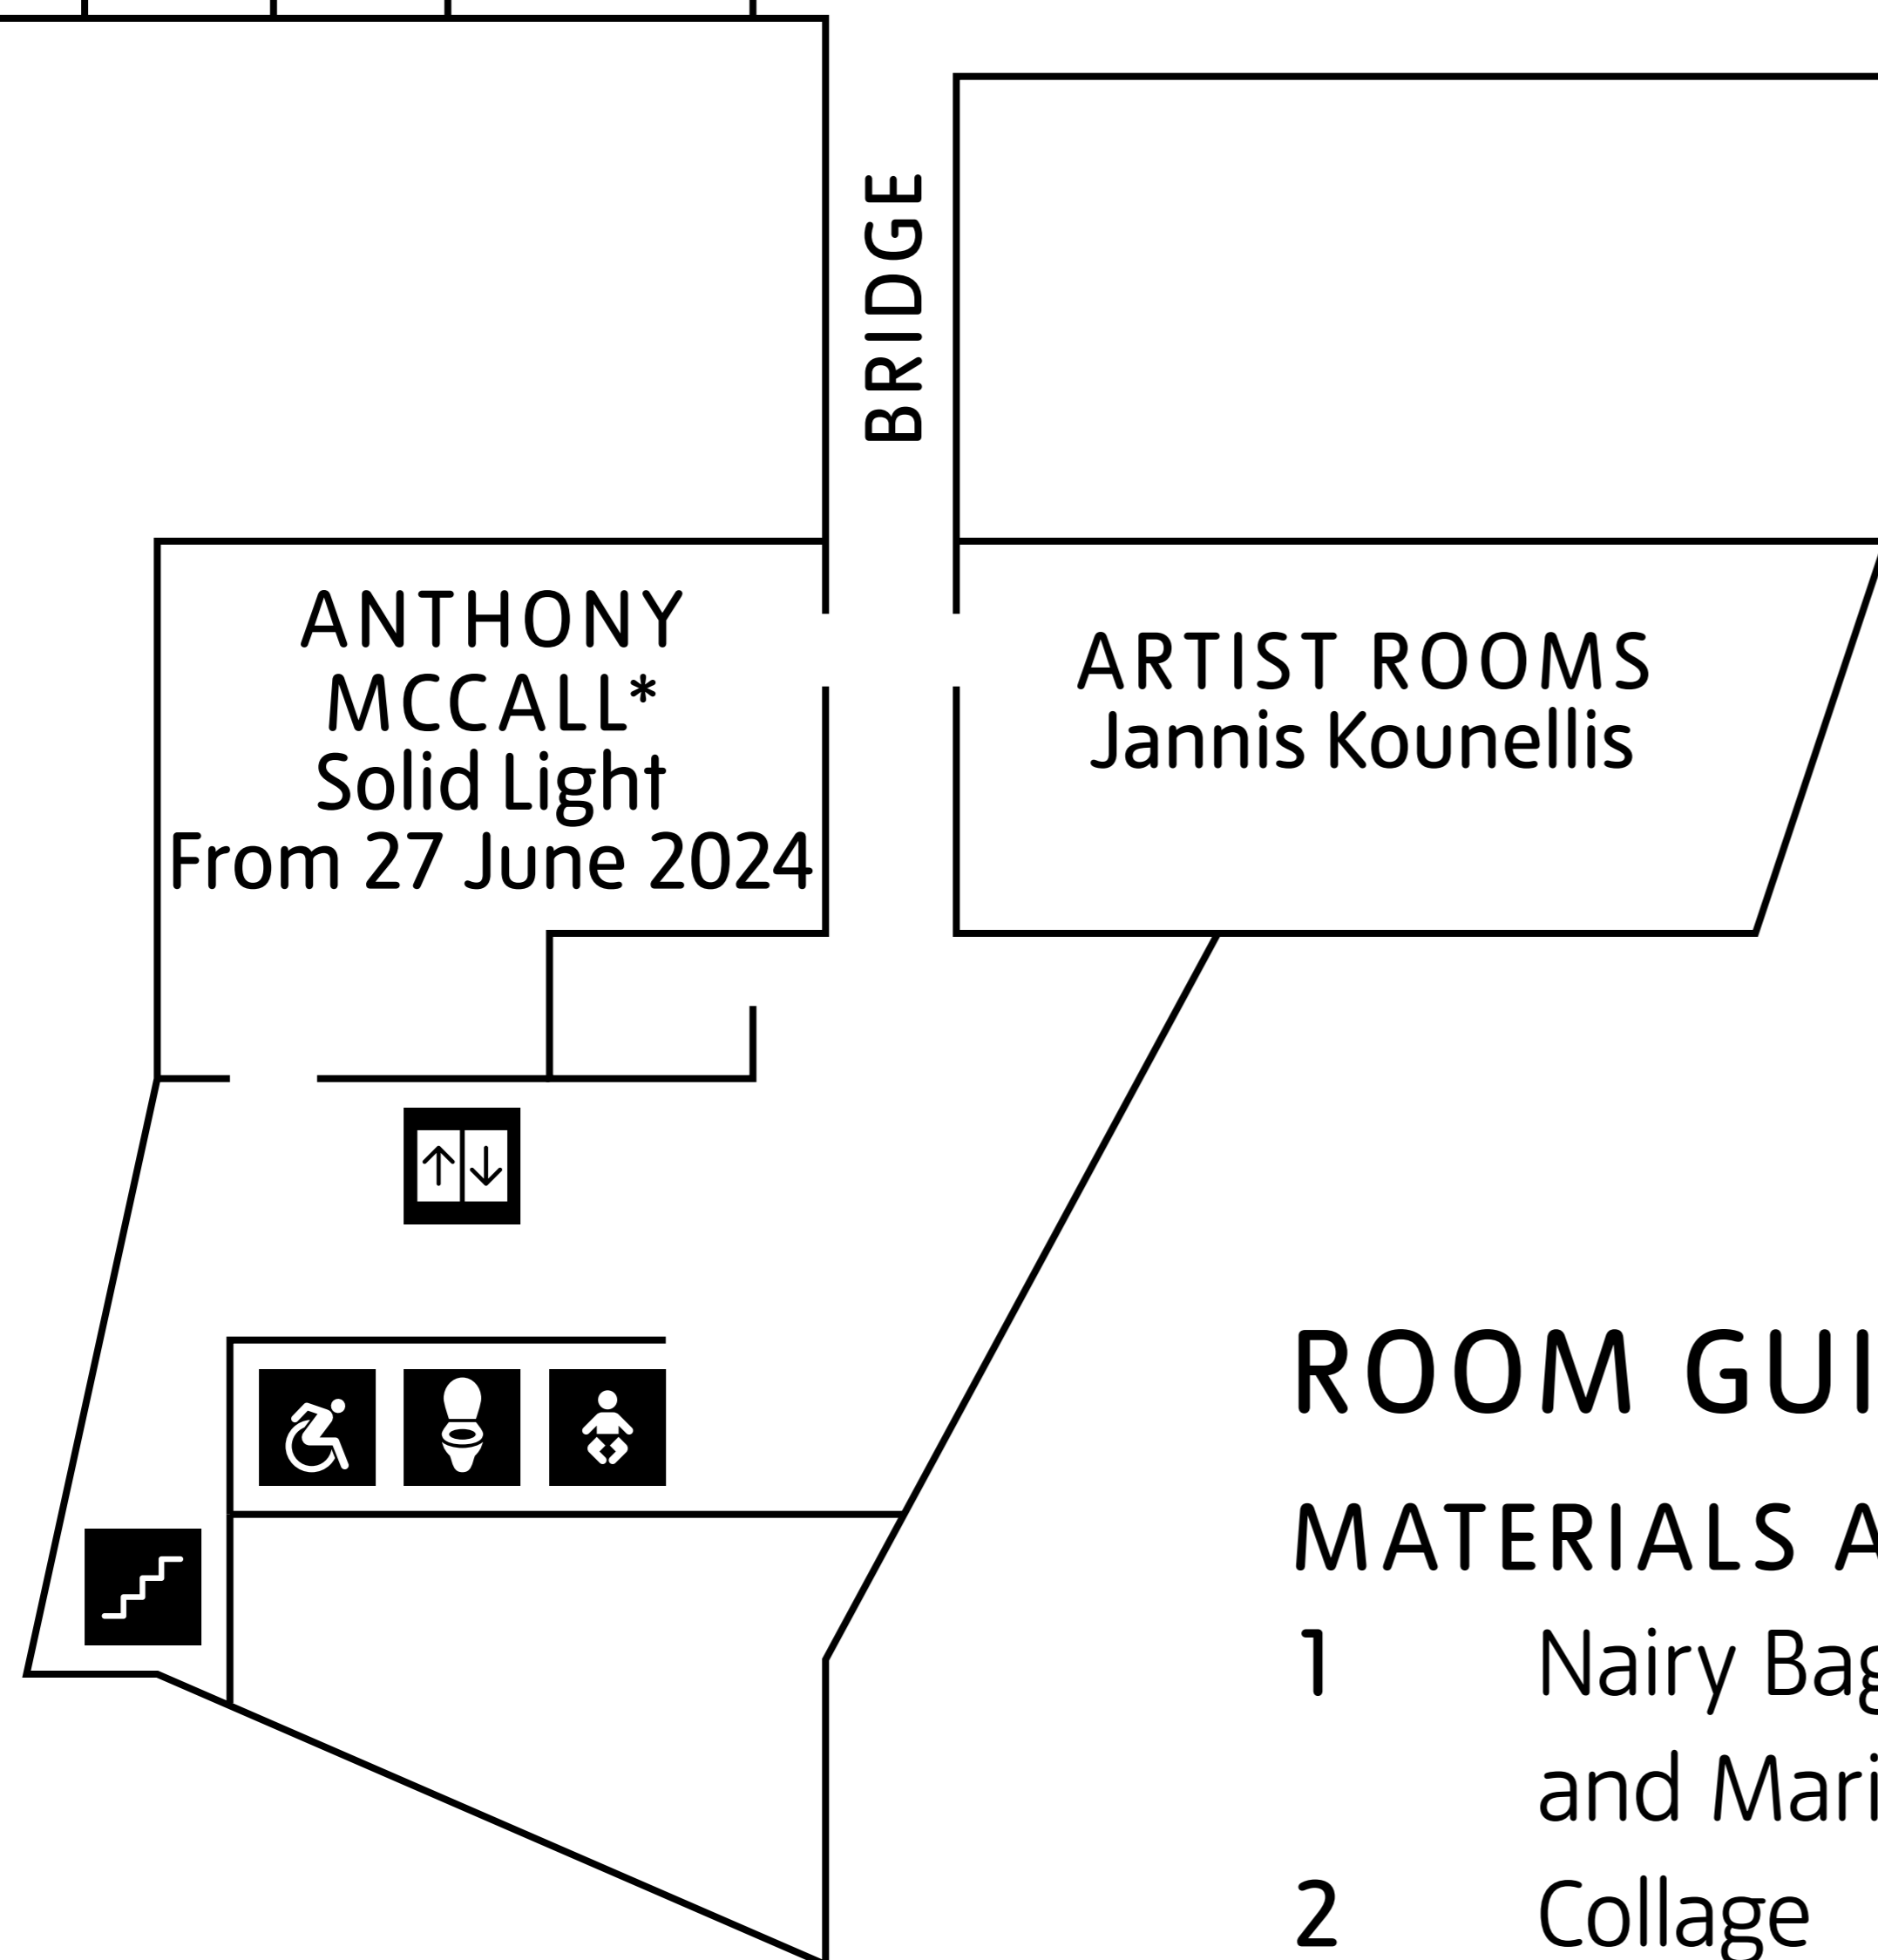 BRIDGE
ANTHONY
MCCALL*
Solid Light
From 27 June 2024
ARTIST ROOMS
Jannis Kounellis
ROOM GUI
MATERIALS A
1 Nairy Bag
and Mari
2 Collage